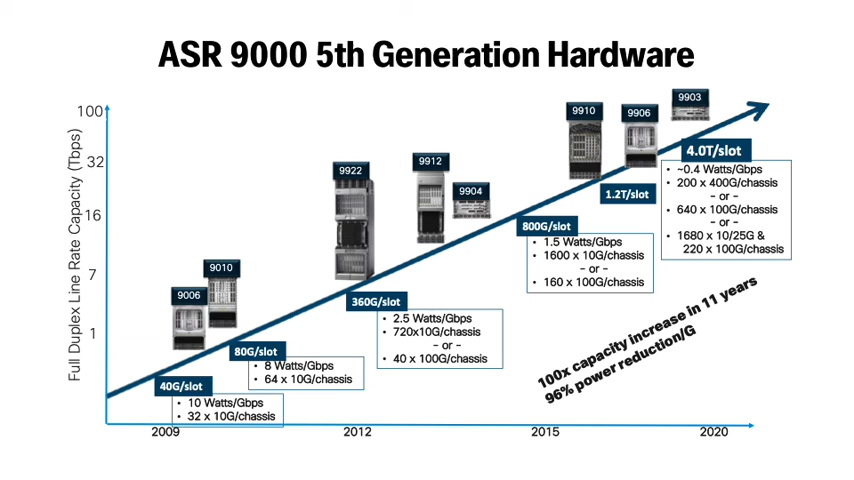 ASR 9000 5th Generation Hardware
Full Duplex Line Rate Capacity (Tbps)
100
32
16
7
1
9006
9010
9922
9912
9904
9910
9906
9903
40G/slot
• 10 Watts/Gbps
• 32 x 10G/chassis
80G/slot
• 8 Watts/Gbps
• 64 x 10G/chassis
360G/slot
• 2.5 Watts/Gbps
• 720x10G/chassis
– or –
• 40 x 100G/chassis
800G/slot
• 1.5 Watts/Gbps
• 1600 x 10G/chassis
– or –
• 160 x 100G/chassis
1.2T/slot
4.0T/slot
• ~0.4 Watts/Gbps
• 200 x 400G/chassis
– or –
• 640 x 100G/chassis
– or –
• 1680 x 10/25G &
220 x 100G/chassis
100x capacity increase in 11 years
96% power reduction/G
2009
2012
2015
2020